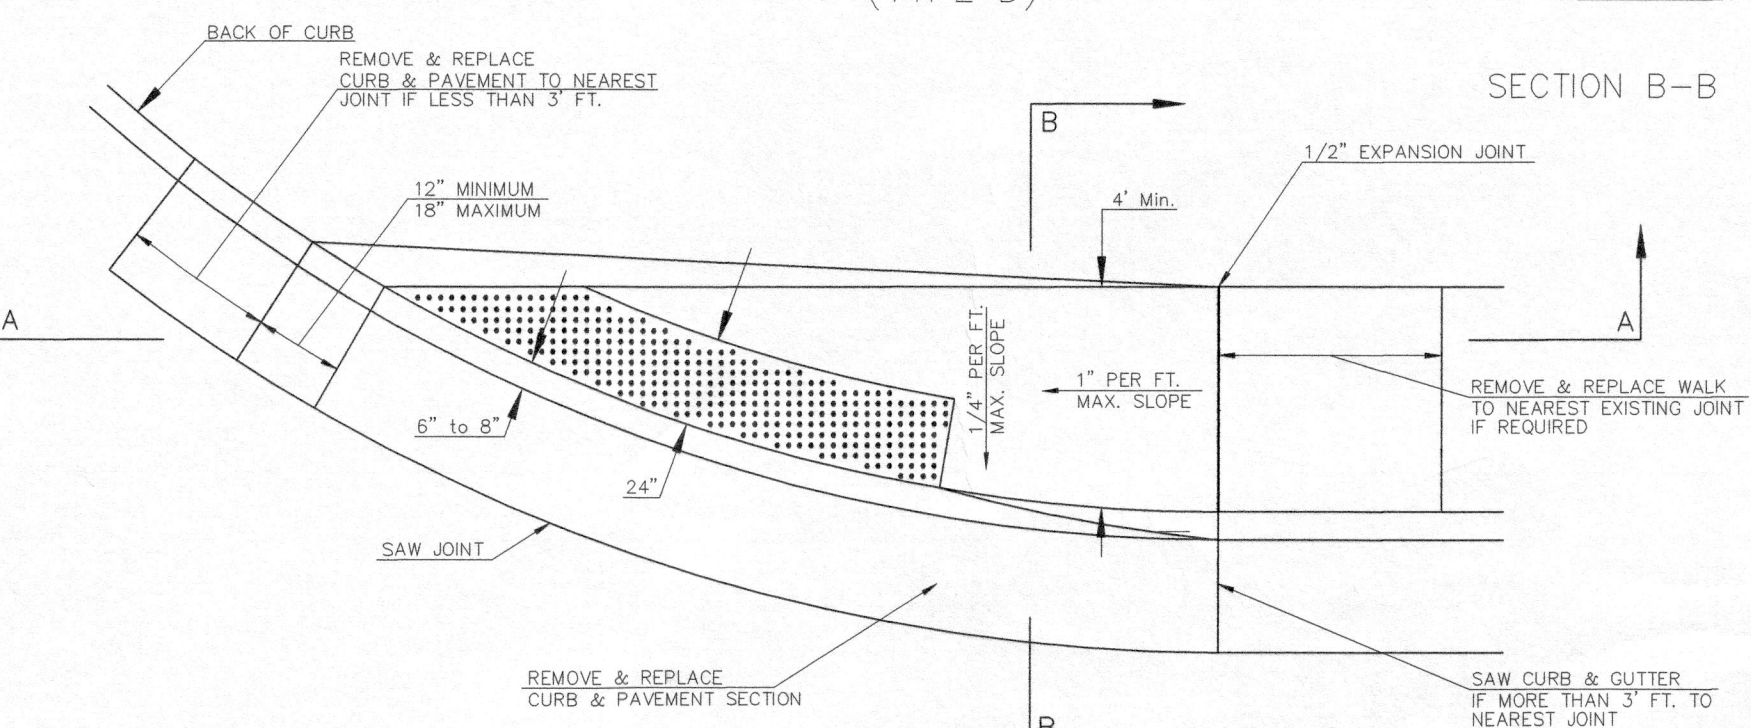 BACK OF CURB
REMOVE & REPLACE
CURB & PAVEMENT TO NEAREST
JOINT IF LESS THAN 3' FT.
SECTION B-B
B
1/2" EXPANSION JOINT
12" MINIMUM
18" MAXIMUM
4' Min.
A
A
1/4" PER FT.
MAX. SLOPE
1" PER FT.
MAX. SLOPE
REMOVE & REPLACE WALK
TO NEAREST EXISTING JOINT
IF REQUIRED
6" to 8"
24"
SAW JOINT
REMOVE & REPLACE
CURB & PAVEMENT SECTION
SAW CURB & GUTTER
IF MORE THAN 3' FT. TO
NEAREST JOINT
B